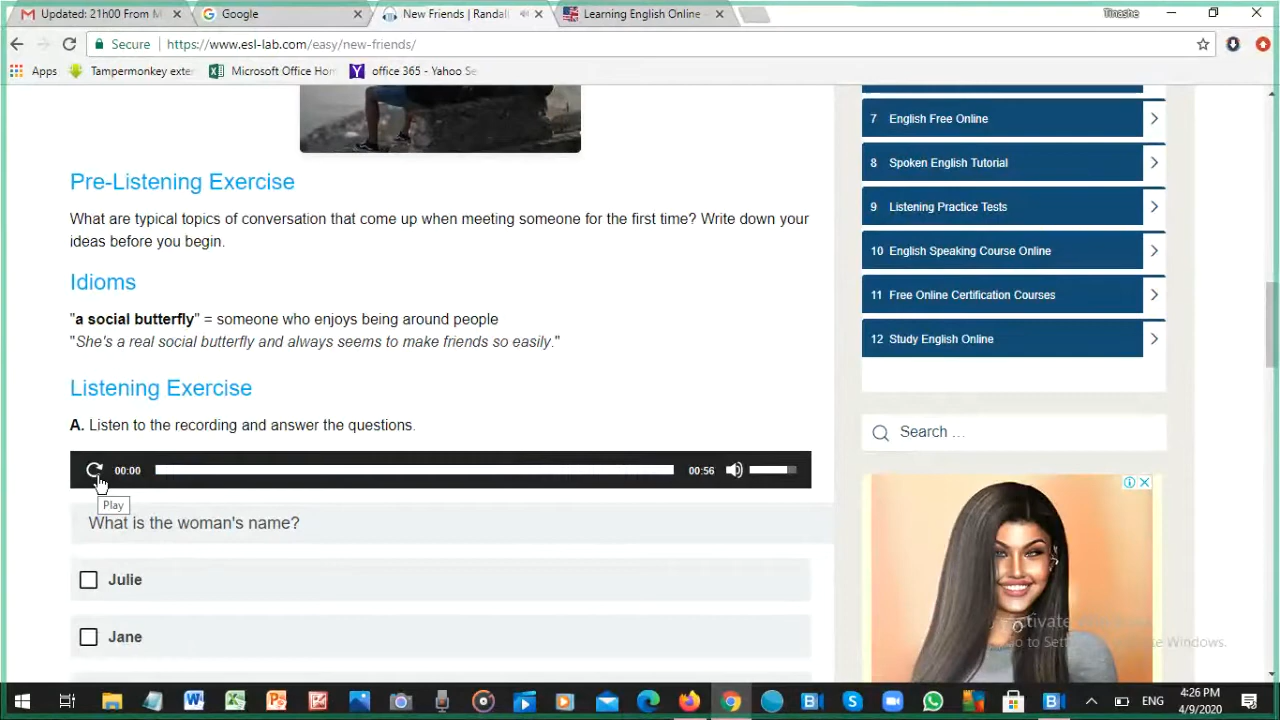 Updated: 21h00 From M
Google
New Friends | Randall
Learning English Online -
Tinashe
Secure
https://www.esl-lab.com/easy/new-friends/
Apps
Tampermonkey exter
Microsoft Office Hom
office 365 - Yahoo Se
Pre-Listening Exercise
What are typical topics of conversation that come up when meeting someone for the first time? Write down your
ideas before you begin.
Idioms
"a social butterfly" = someone who enjoys being around people
"She's a real social butterfly and always seems to make friends so easily."
Listening Exercise
A. Listen to the recording and answer the questions.
00:00
00:56
Play
What is the woman's name?
Julie
Jane
7 English Free Online
8 Spoken English Tutorial
9 Listening Practice Tests
10 English Speaking Course Online
11 Free Online Certification Courses
12 Study English Online
Search …
Windows.
ENG
4:26 PM
4/9/2020